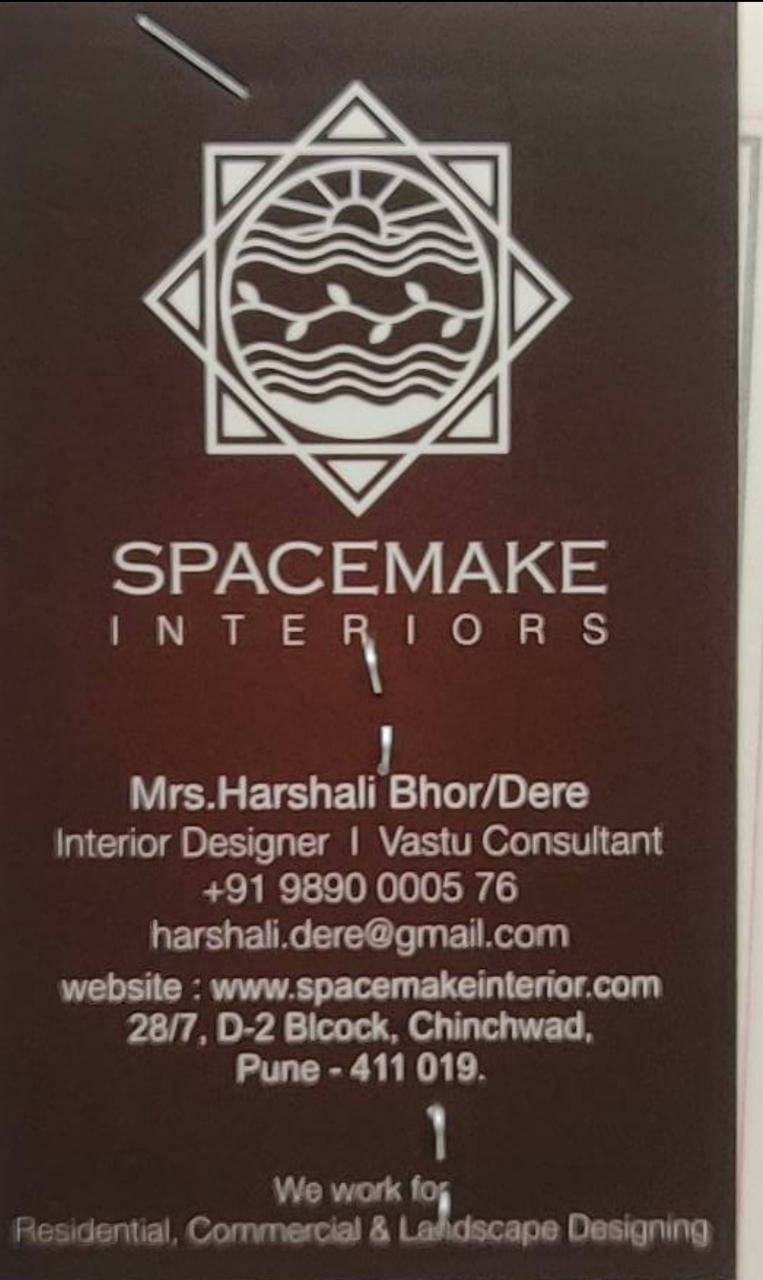 SPACEMAKE
INTERIORS
Mrs.Harshali Bhor/Dere
Interior Designer | Vastu Consultant
+91 9890 0005 76
harshali.dere@gmail.com
website : www.spacemakeinterior.com
28/7, D-2 Blcock, Chinchwad,
Pune - 411 019.
We work for
Residential, Commercial & Landscape Designing